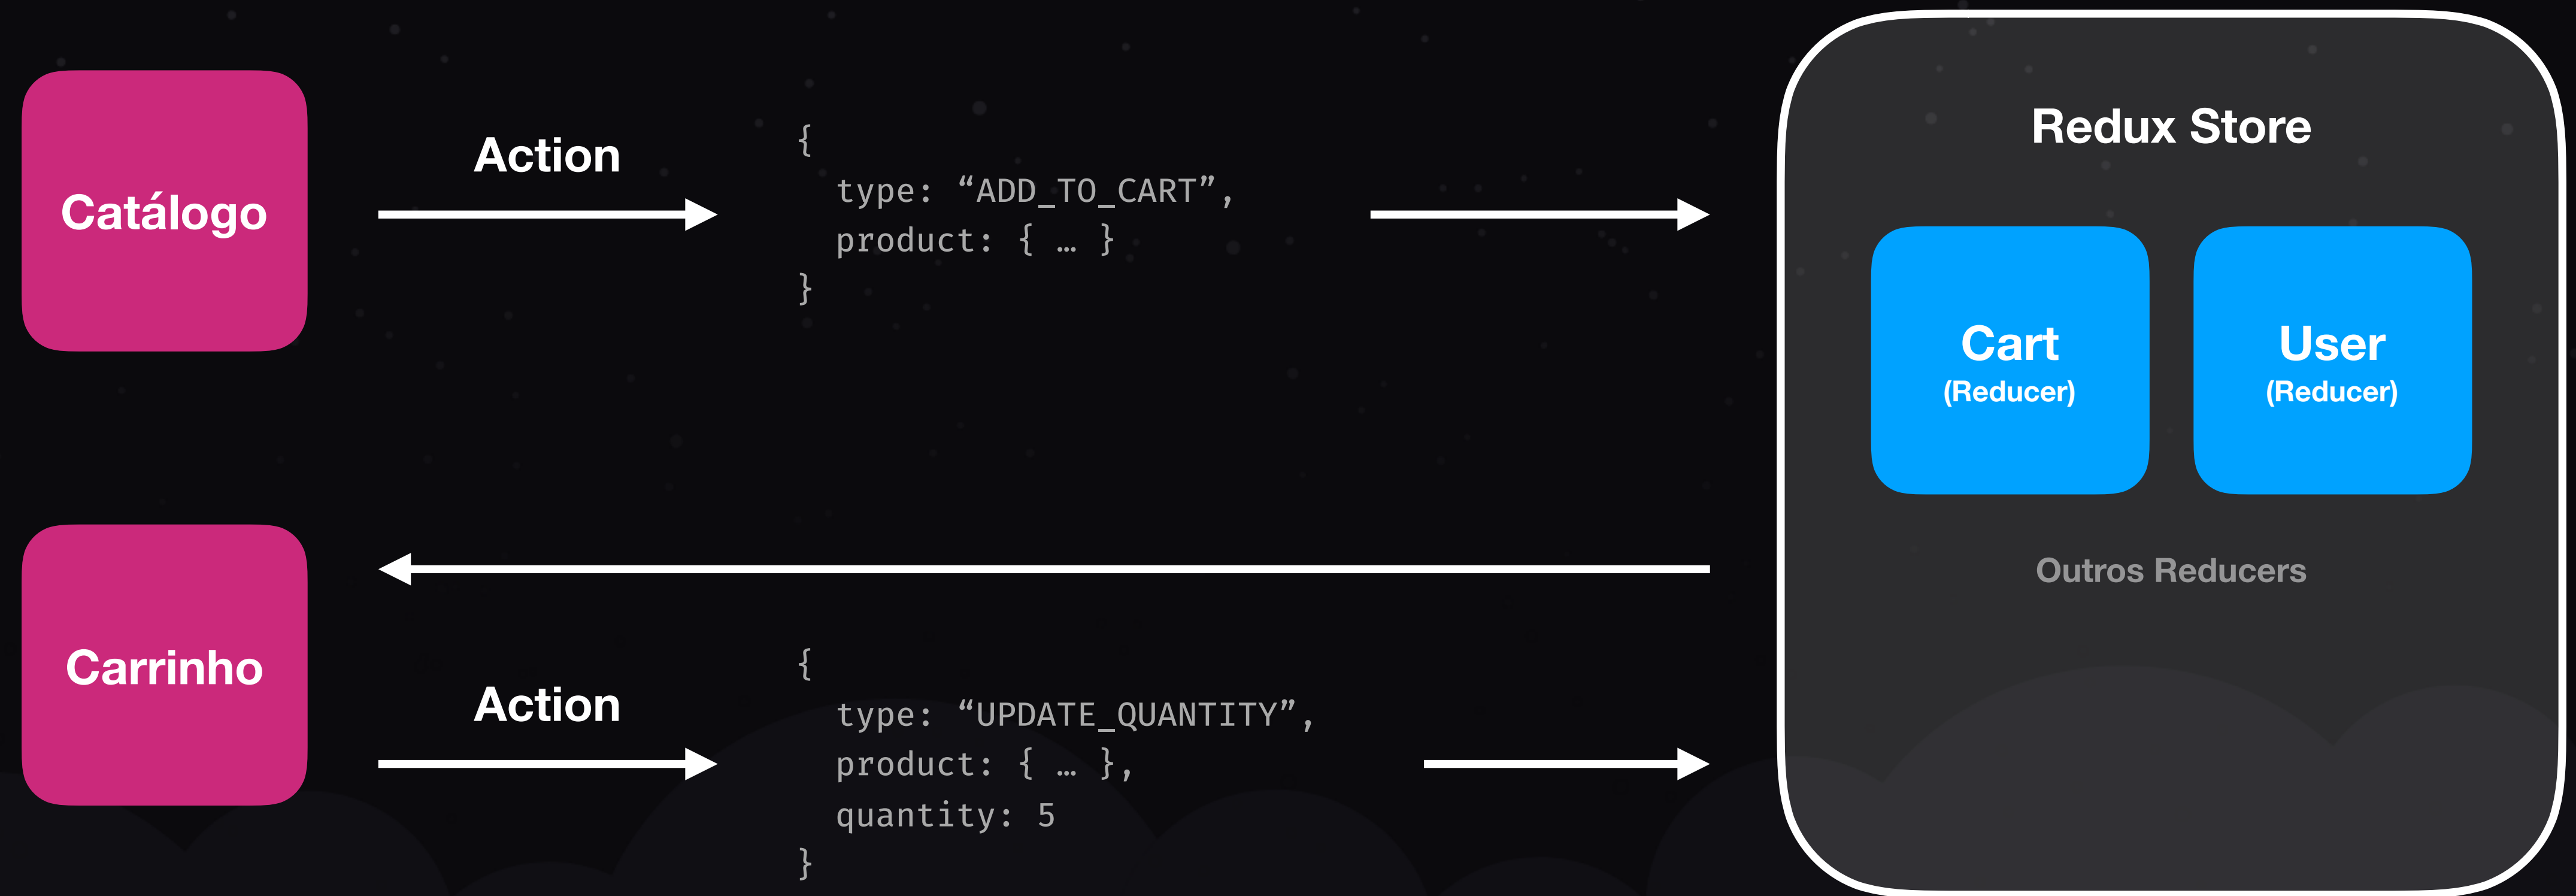 Catálogo
Action
{
type: “ADD_TO_CART”,
product: { … }
}
Redux Store
Cart
(Reducer)
User
(Reducer)
Outros Reducers
Carrinho
Action
{
type: “UPDATE_QUANTITY”,
product: { … },
quantity: 5
}